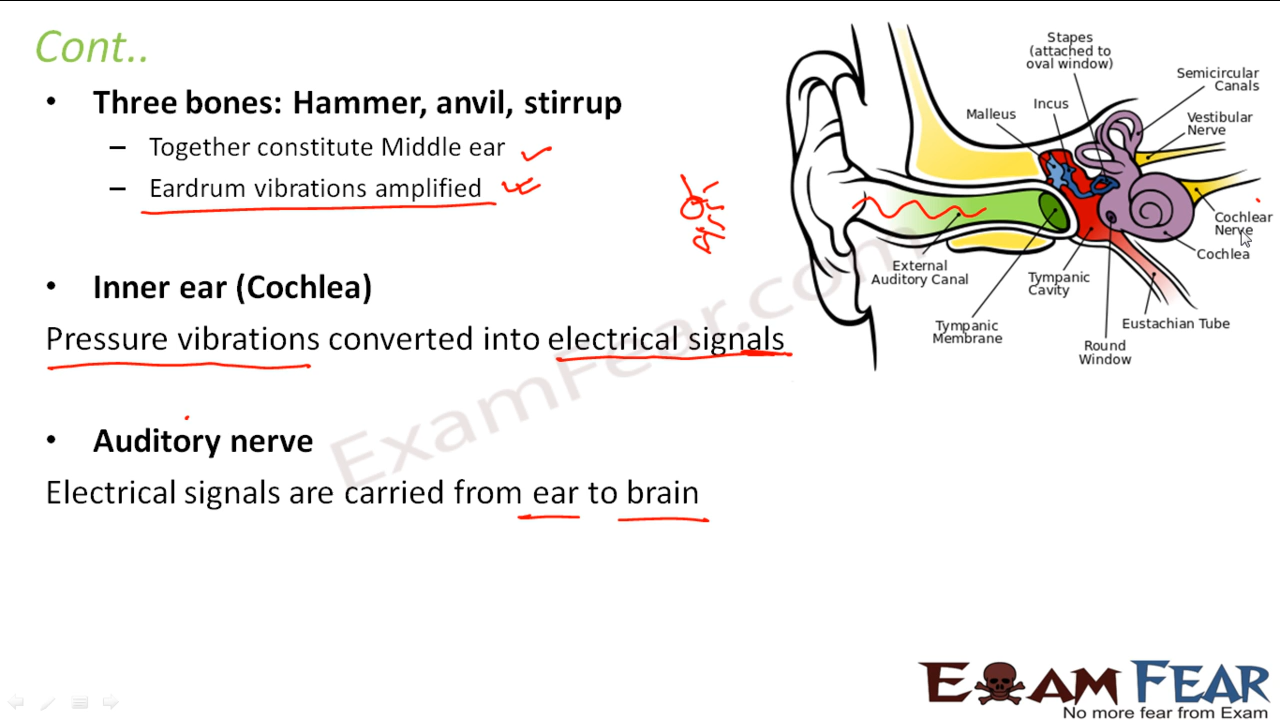 Cont..
• Three bones: Hammer, anvil, stirrup
– Together constitute Middle ear
– Eardrum vibrations amplified
• Inner ear (Cochlea)
Pressure vibrations converted into electrical signals
• Auditory nerve
Electrical signals are carried from ear to brain
Stapes
(attached to
oval window)
Semicircular
Canals
Incus
Malleus
Vestibular
Nerve
Cochlear
Nerve
Cochlea
External
Auditory Canal
Tympanic
Cavity
Eustachian Tube
Tympanic
Membrane
Round
Window
ExamFear.com
EXAM FEAR
No more fear from Exam